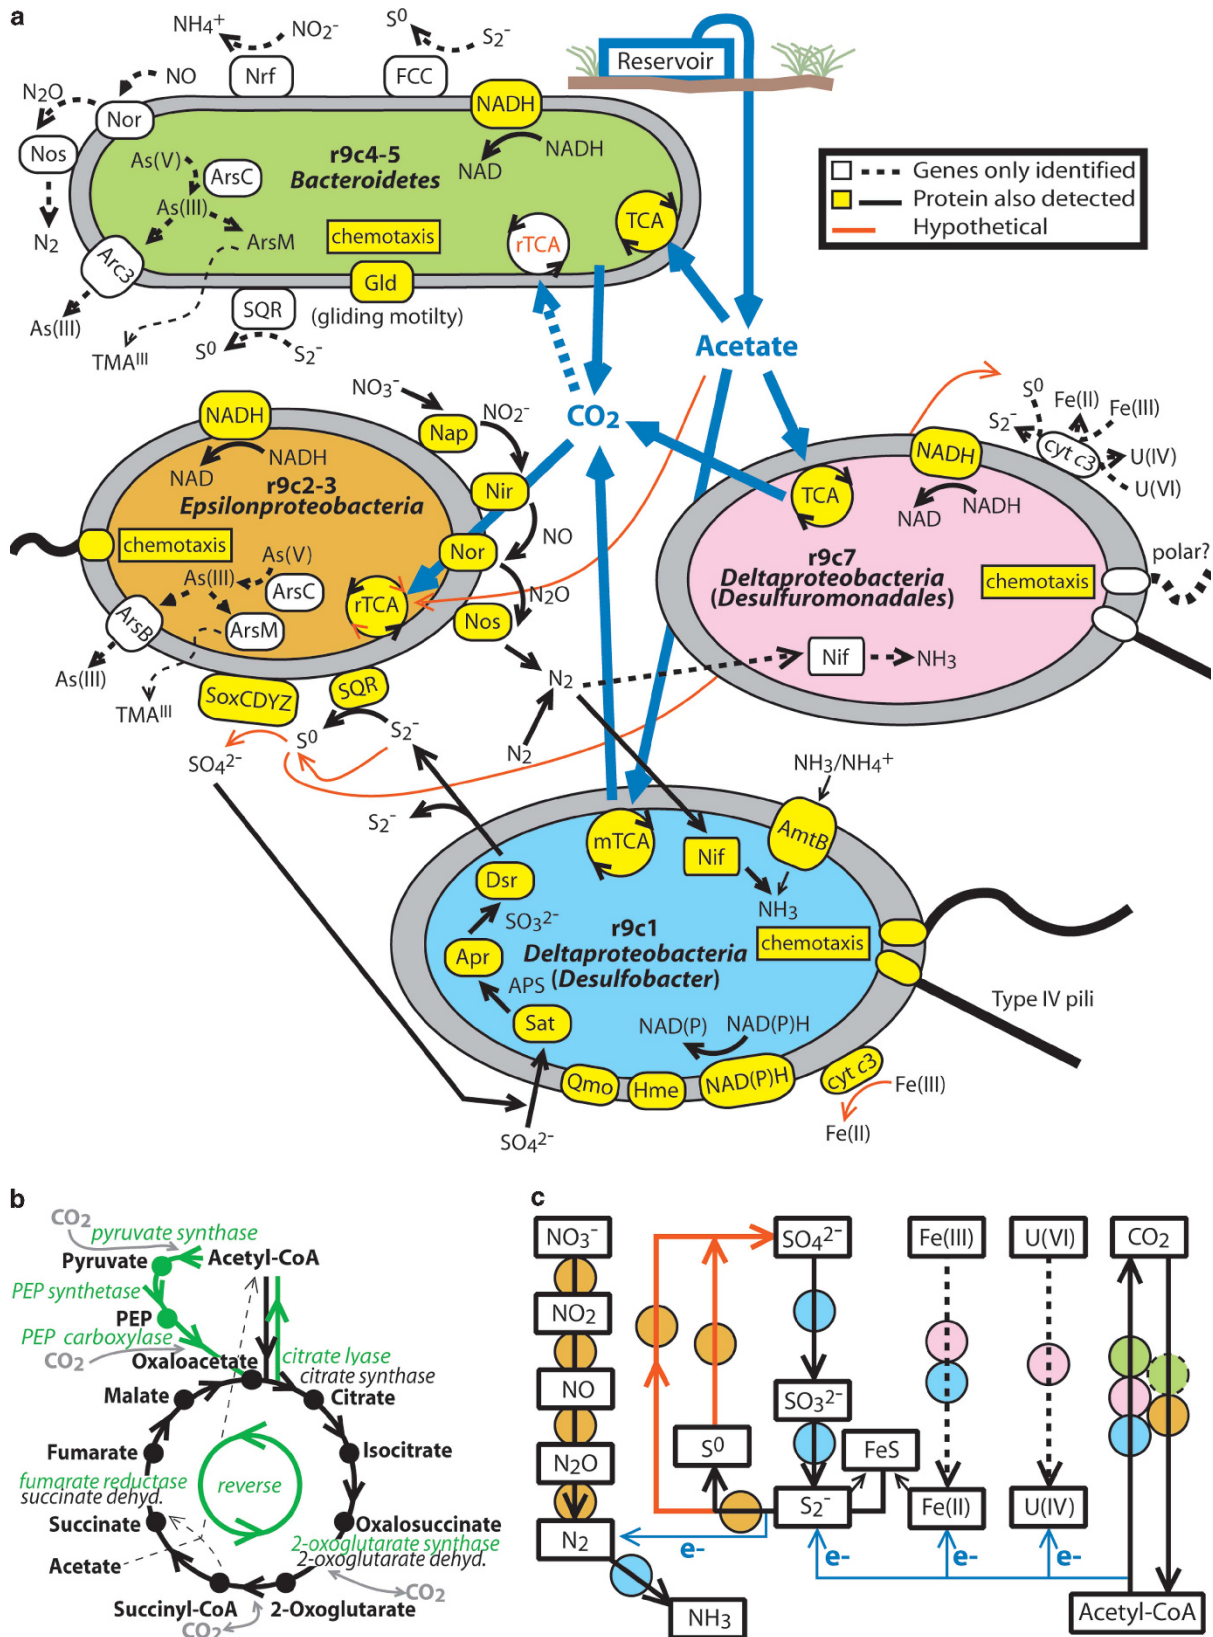 a
NH₄⁺
NO₂⁻
S⁰
S₂⁻
Nrf
FCC
Reservoir
NO
N₂O
Nor
Nos
N₂
NADH
NAD
NADH
r9c4-5
Bacteroidetes
As(V)
ArsC
As(III)
ArsM
chemotaxis
rTCA
TCA
Arc3
Gld
(gliding motilty)
As(III)
TMAᴵᴵᴵ
SQR
S⁰
S₂⁻
Genes only identified
Protein also detected
Hypothetical
Acetate
CO₂
NO₃⁻
NO₂⁻
NADH
Nap
NAD
NADH
Nir
r9c2-3
Epsilonproteobacteria
NO
Nor
chemotaxis
As(V)
As(III)
ArsC
ArsB
ArsM
rTCA
N₂O
Nos
As(III)
TMAᴵᴵᴵ
SoxCDYZ
SQR
N₂
SO₄²⁻
S⁰
S₂⁻
N₂
S₂⁻
S⁰
S₂⁻
Fe(II)
Fe(III)
cyt c3
U(IV)
U(VI)
NADH
TCA
NAD
NADH
r9c7
Deltaproteobacteria
(Desulfuromonadales)
chemotaxis
polar?
Nif
NH₃
NH₃/NH₄⁺
AmtB
mTCA
Nif
NH₃
Dsr
SO₃²⁻
r9c1
Deltaproteobacteria
(Desulfobacter)
chemotaxis
Apr
APS
Sat
Type IV pili
NAD(P)
NAD(P)H
Qmo
Hme
NAD(P)H
cyt c3
Fe(III)
Fe(II)
SO₄²⁻
b
CO₂
pyruvate synthase
Pyruvate
Acetyl-CoA
PEP synthetase
PEP
PEP carboxylase
CO₂
Oxaloacetate
citrate lyase
citrate synthase
Malate
Citrate
Fumarate
Isocitrate
fumarate reductase
succinate dehyd.
reverse
Succinate
Oxalosuccinate
2-oxoglutarate synthase
2-oxoglutarate dehyd.
Acetate
CO₂
Succinyl-CoA
2-Oxoglutarate
CO₂
c
NO₃⁻
SO₄²⁻
Fe(III)
U(VI)
CO₂
NO₂
NO
SO₃²⁻
S⁰
FeS
N₂O
S₂⁻
Fe(II)
U(IV)
N₂
e-
e-
e-
e-
NH₃
Acetyl-CoA